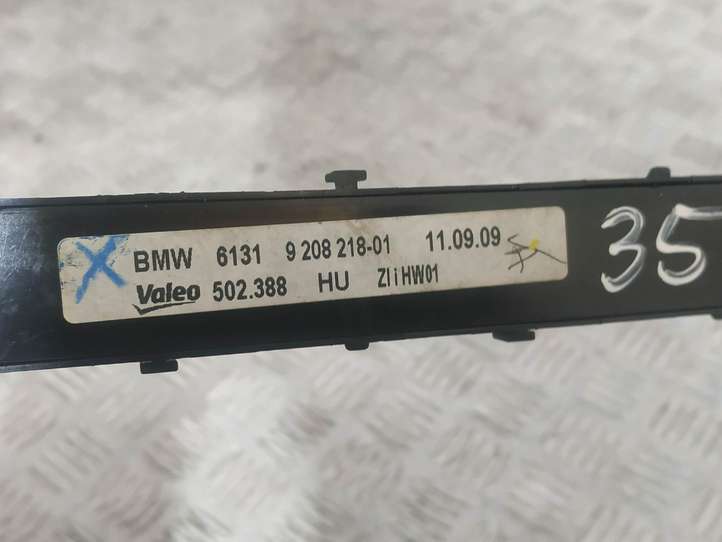 X BMW 6131 9 208 218-01 11.09.09
Valeo 502.388 HU ZIiHW01
35